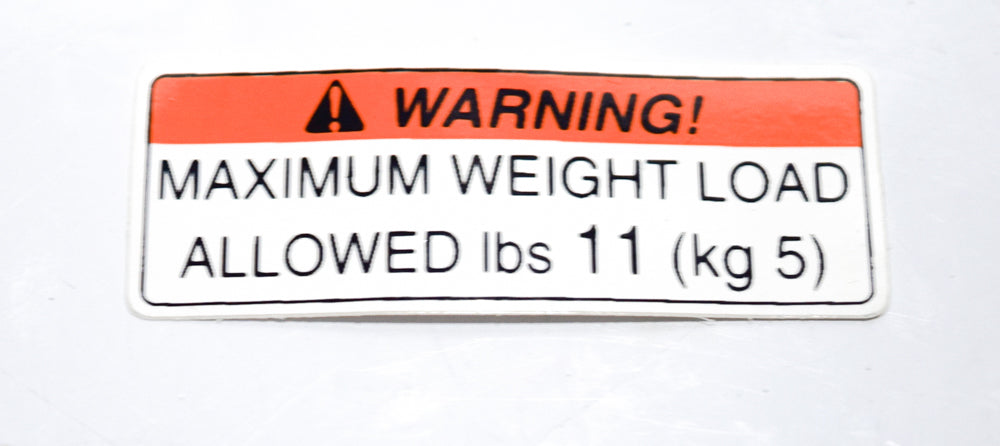 WARNING!
MAXIMUM WEIGHT LOAD
ALLOWED lbs 11 (kg 5)